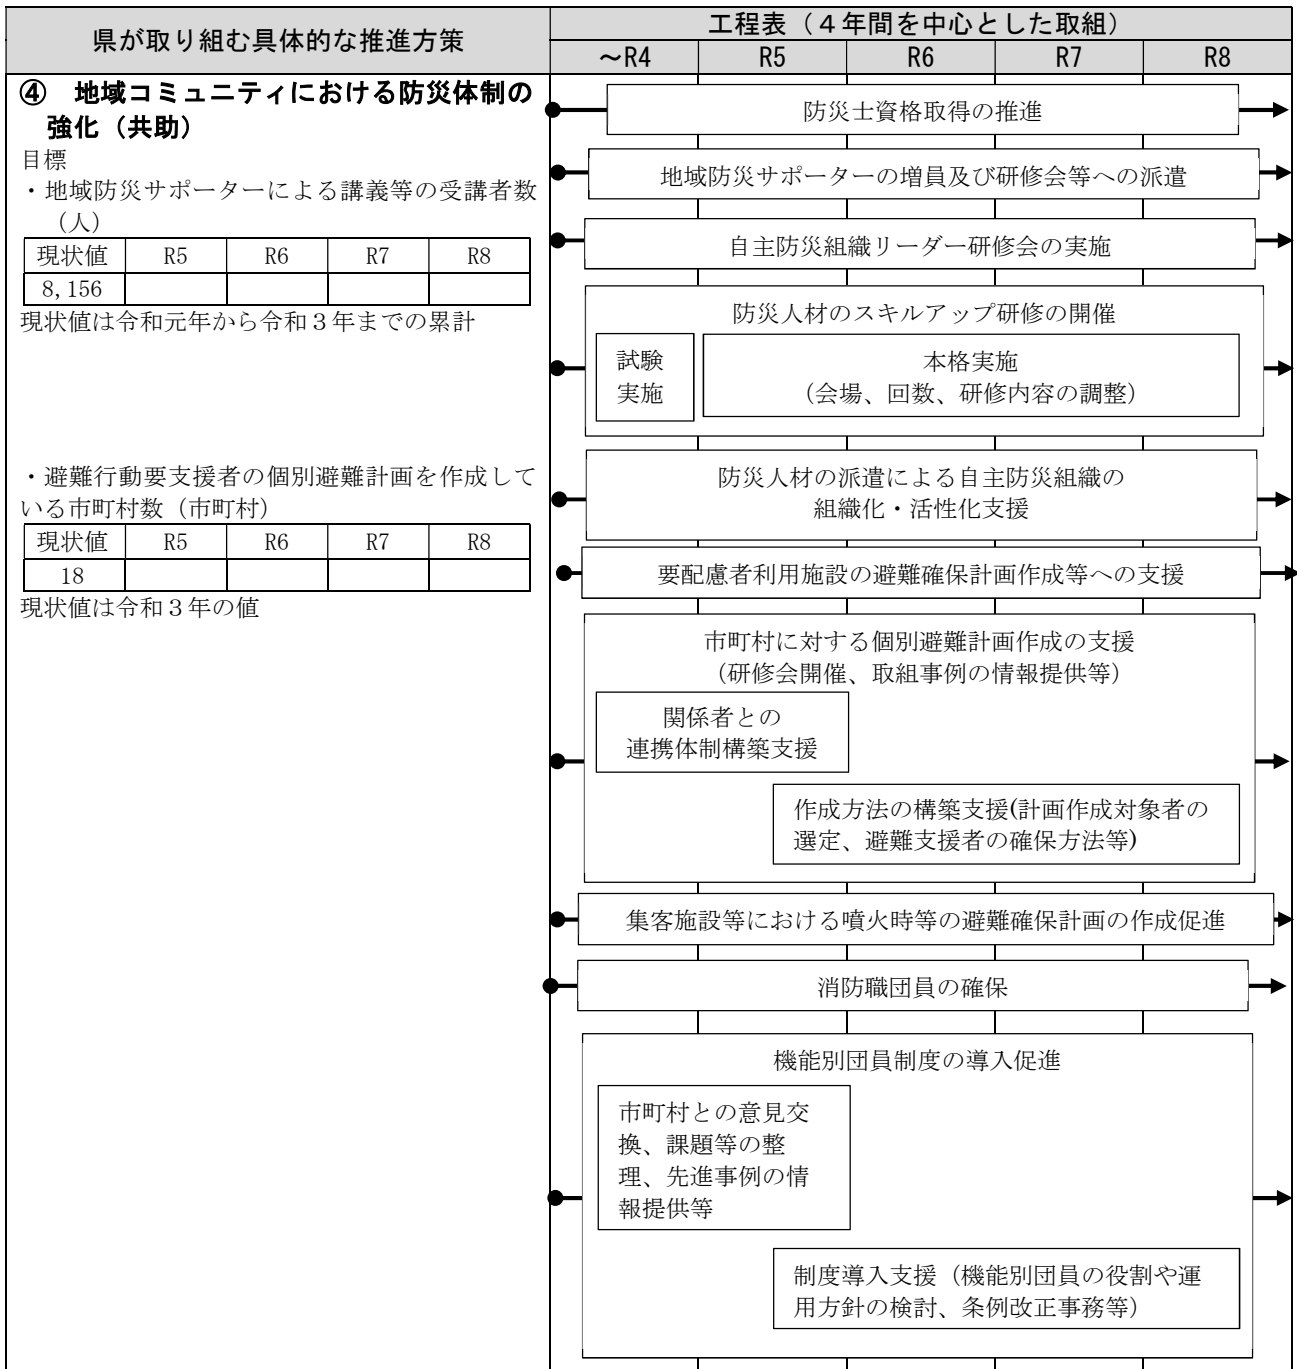 県が取り組む具体的な推進方策
工程表（４年間を中心とした取組）
～R4
R5
R6
R7
R8
④　地域コミュニティにおける防災体制の
強化（共助）
目標
・地域防災サポーターによる講義等の受講者数
（人）
現状値 R5 R6 R7 R8
8,156
現状値は令和元年から令和３年までの累計
・避難行動要支援者の個別避難計画を作成して
いる市町村数（市町村）
現状値 R5 R6 R7 R8
18
現状値は令和３年の値
防災士資格取得の推進
地域防災サポーターの増員及び研修会等への派遣
自主防災組織リーダー研修会の実施
防災人材のスキルアップ研修の開催
試験
実施
本格実施
（会場、回数、研修内容の調整）
防災人材の派遣による自主防災組織の
組織化・活性化支援
要配慮者利用施設の避難確保計画作成等への支援
市町村に対する個別避難計画作成の支援
（研修会開催、取組事例の情報提供等）
関係者との
連携体制構築支援
作成方法の構築支援(計画作成対象者の
選定、避難支援者の確保方法等)
集客施設等における噴火時等の避難確保計画の作成促進
消防職団員の確保
機能別団員制度の導入促進
市町村との意見交
換、課題等の整
理、先進事例の情
報提供等
制度導入支援（機能別団員の役割や運
用方針の検討、条例改正事務等）